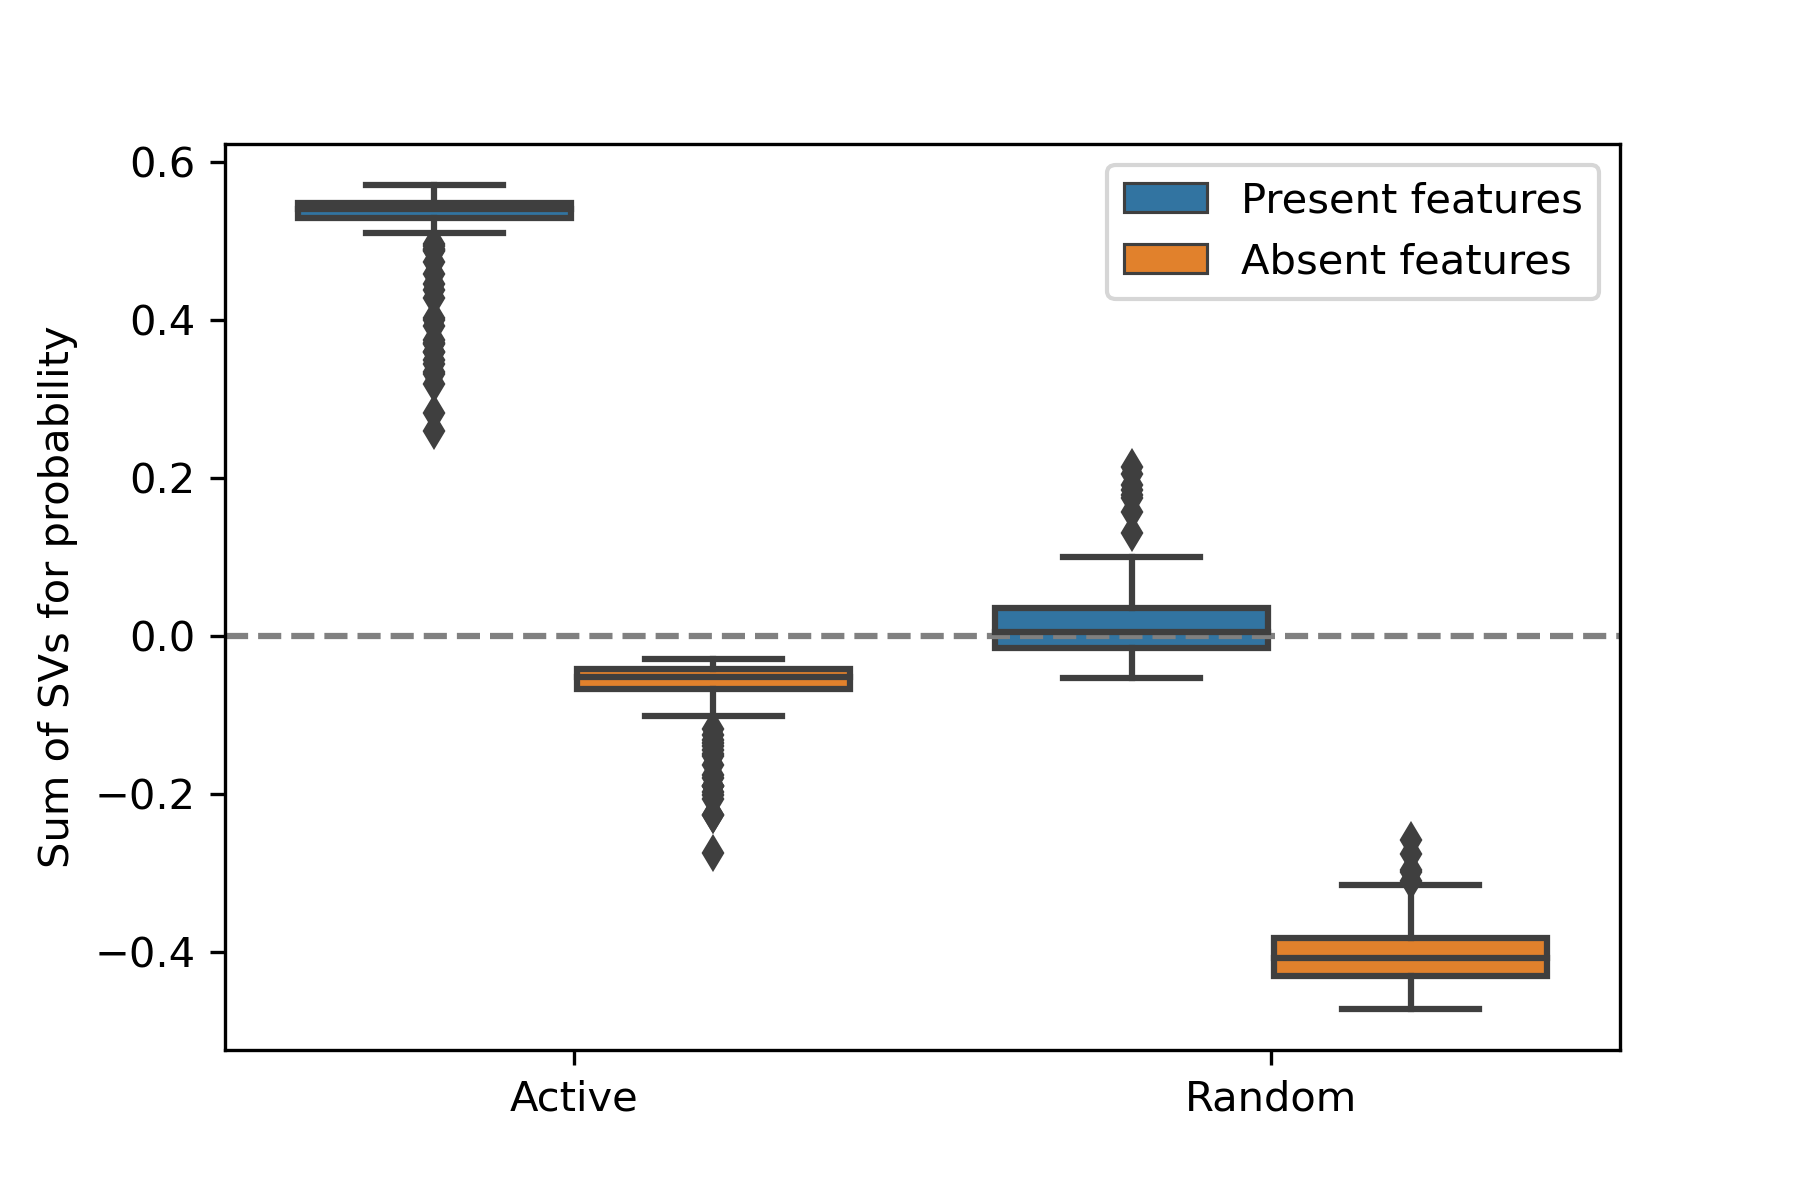 Sum of SVs for probability
0.6
0.4
0.2
0.0
−0.2
−0.4
Present features
Absent features
Active
Random